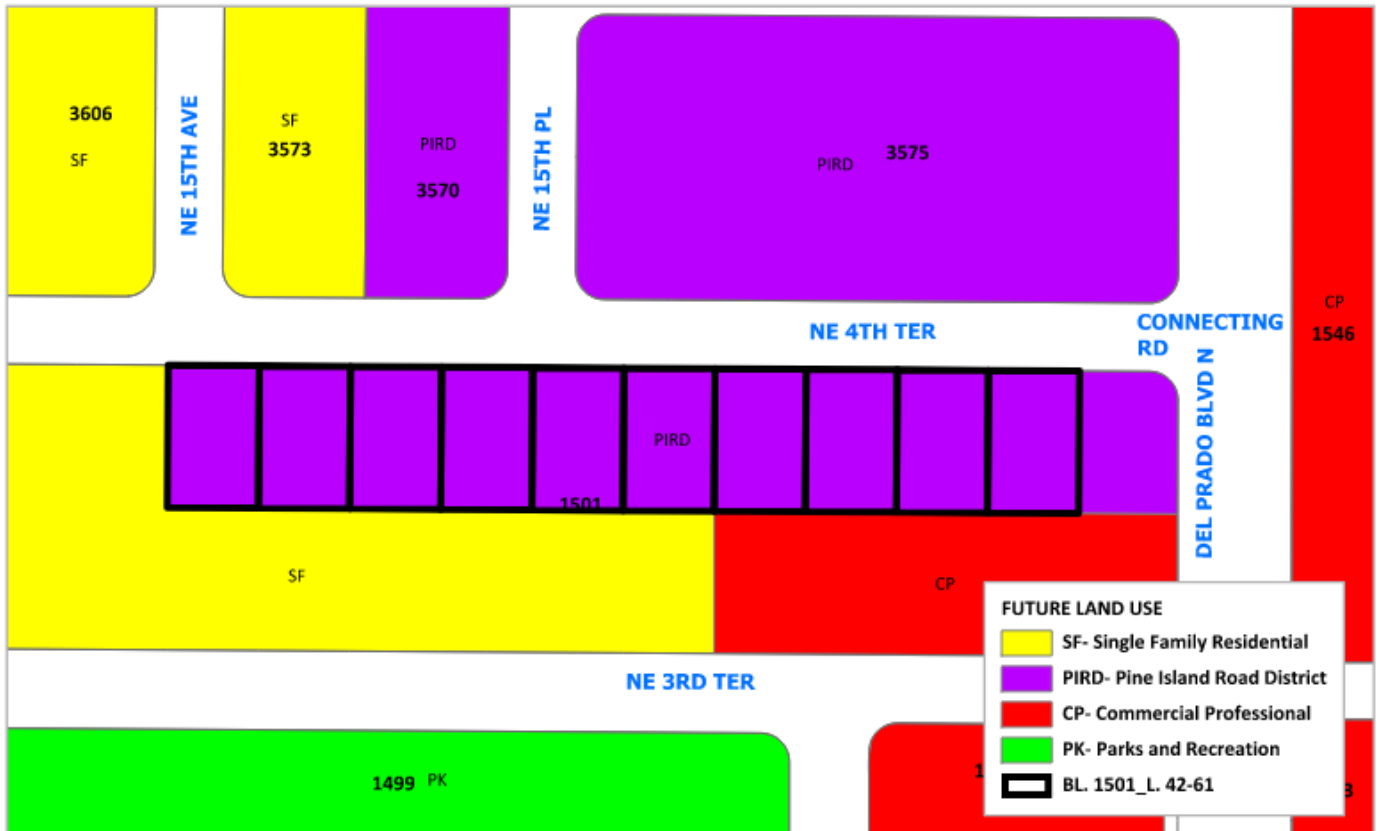 3606
SF
NE 15TH AVE
SF
3573
PIRD
3570
NE 15TH PL
PIRD 3575
CP
1546
NE 4TH TER
CONNECTING
RD
DEL PRADO BLVD N
PIRD
1501
SF
CP
NE 3RD TER
1499 PK
FUTURE LAND USE
SF- Single Family Residential
PIRD- Pine Island Road District
CP- Commercial Professional
PK- Parks and Recreation
BL. 1501_L. 42-61